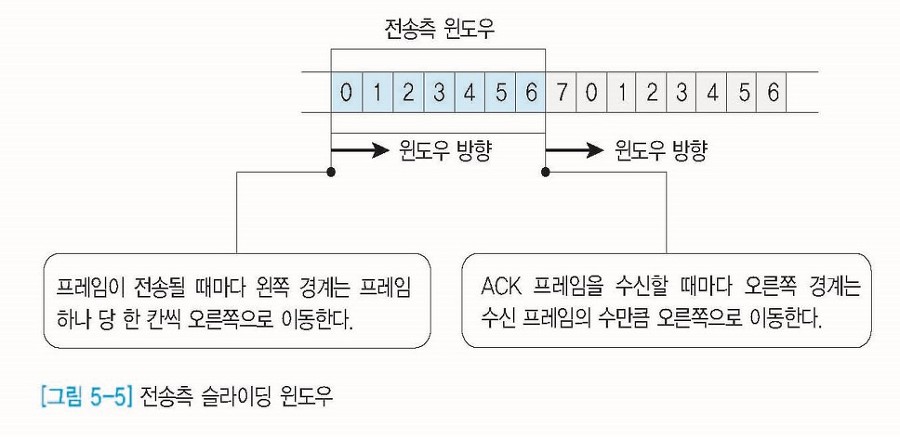 전송측 윈도우
0 1 2 3 4 5 6 7 0 1 2 3 4 5 6
윈도우 방향 윈도우 방향
프레임이 전송될 때마다 왼쪽 경계는 프레임
하나 당 한 칸씩 오른쪽으로 이동한다.
ACK 프레임을 수신할 때마다 오른쪽 경계는
수신 프레임의 수만큼 오른쪽으로 이동한다.
[그림 5-5] 전송측 슬라이딩 윈도우